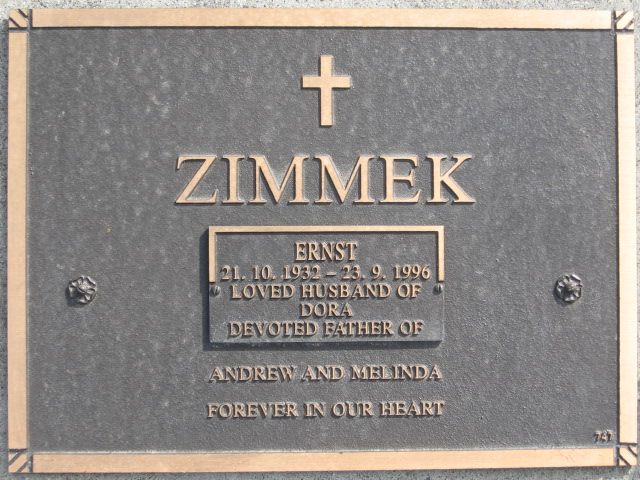 ZIMMEK
ERNST
21. 10. 1932 – 23. 9. 1996
LOVED HUSBAND OF
DORA
DEVOTED FATHER OF
ANDREW AND MELINDA
FOREVER IN OUR HEART